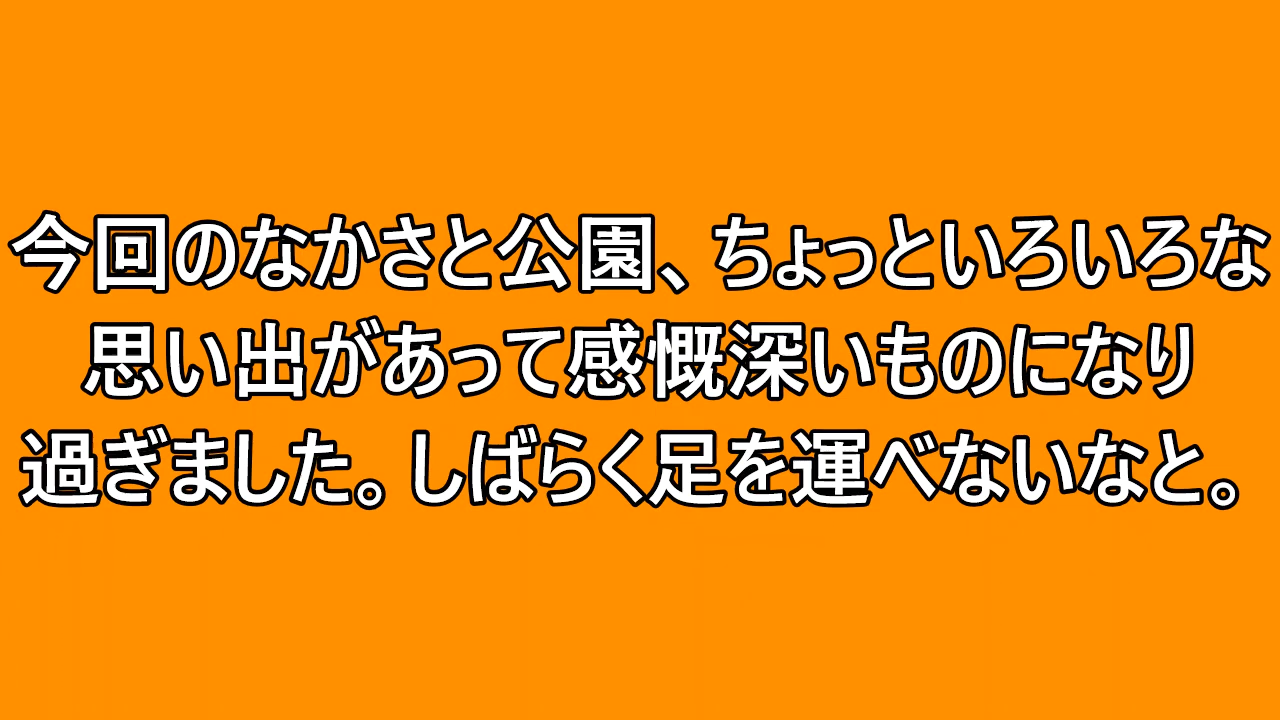 今回のなかさと公園、ちょっといろいろな
思い出があって感慨深いものになり
過ぎました。しばらく足を運べないなと。